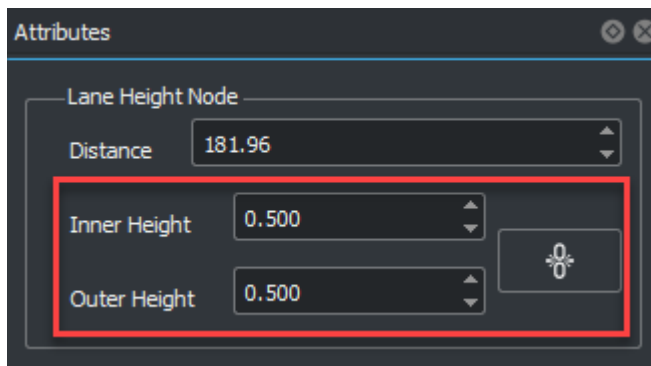 Attributes
Lane Height Node
Distance 181.96
Inner Height 0.500
Outer Height 0.500